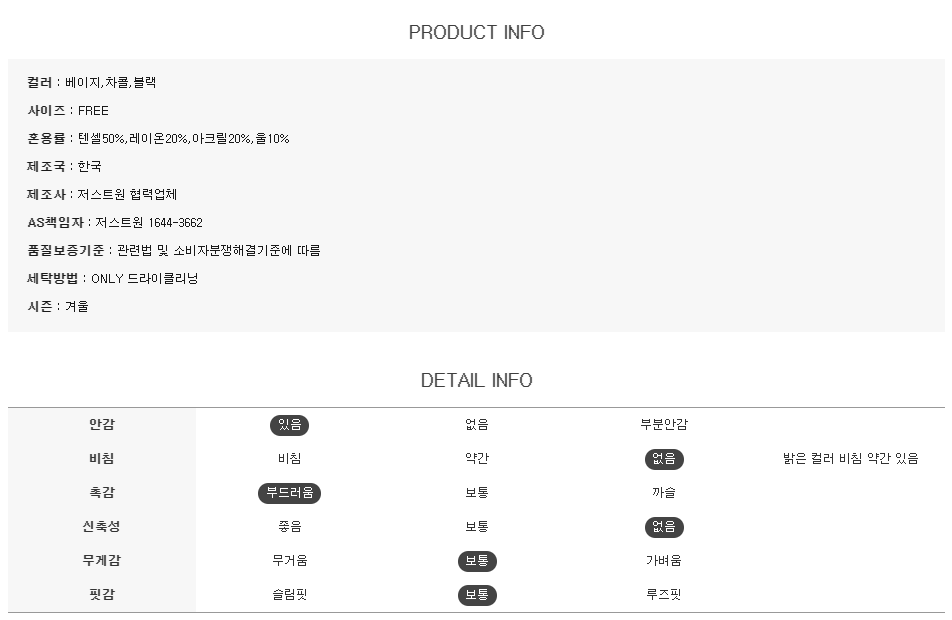 PRODUCT INFO
컬러 : 베이지,차콜,블랙
사이즈 : FREE
혼용률 : 텐셀50%,레이온20%,아크릴20%,울10%
제조국 : 한국
제조사 : 저스트원 협력업체
AS책임자 : 저스트원 1644-3662
품질보증기준 : 관련법 및 소비자분쟁해결기준에 따름
세탁방법 : ONLY 드라이클리닝
시즌 : 겨울
DETAIL INFO
안감 있음 없음 부분안감
비침 비침 약간 없음 밝은 컬러 비침 약간 있음
촉감 부드러움 보통 까슬
신축성 좋음 보통 없음
무게감 무거움 보통 가벼움
핏감 슬림핏 보통 루즈핏